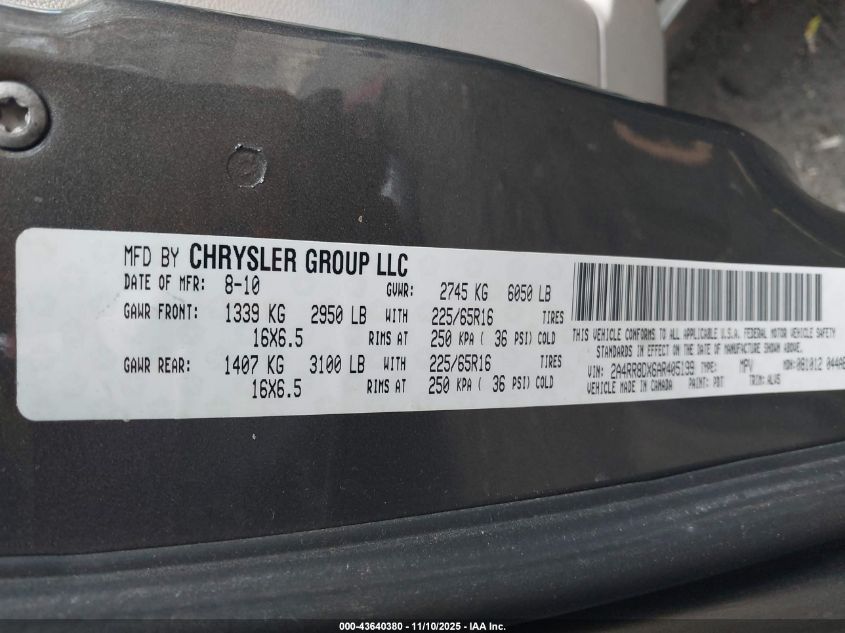 MFD BY CHRYSLER GROUP LLC
DATE OF MFR: 8-10 GVWR: 2745 KG 6050 LB
GAWR FRONT: 1339 KG 2950 LB WITH 225/65R16 TIRES
16X6.5 RIMS AT 250 KPA ( 36 PSI) COLD
GAWR REAR: 1407 KG 3100 LB WITH 225/65R16 TIRES
16X6.5 RIMS AT 250 KPA ( 36 PSI) COLD
THIS VEHICLE CONFORMS TO ALL APPLICABLE U.S.A. FEDERAL MOTOR VEHICLE SAFETY
STANDARDS IN EFFECT ON THE DATE OF MANUFACTURE SHOWN ABOVE.
VIN: 2A4RR8DX6AR405199 TYPE: MPV MDH: 081012
VEHICLE MADE IN CANADA PAINT: PDT TRIM: ALV5
000-43640380 - 11/10/2025 - IAA Inc.